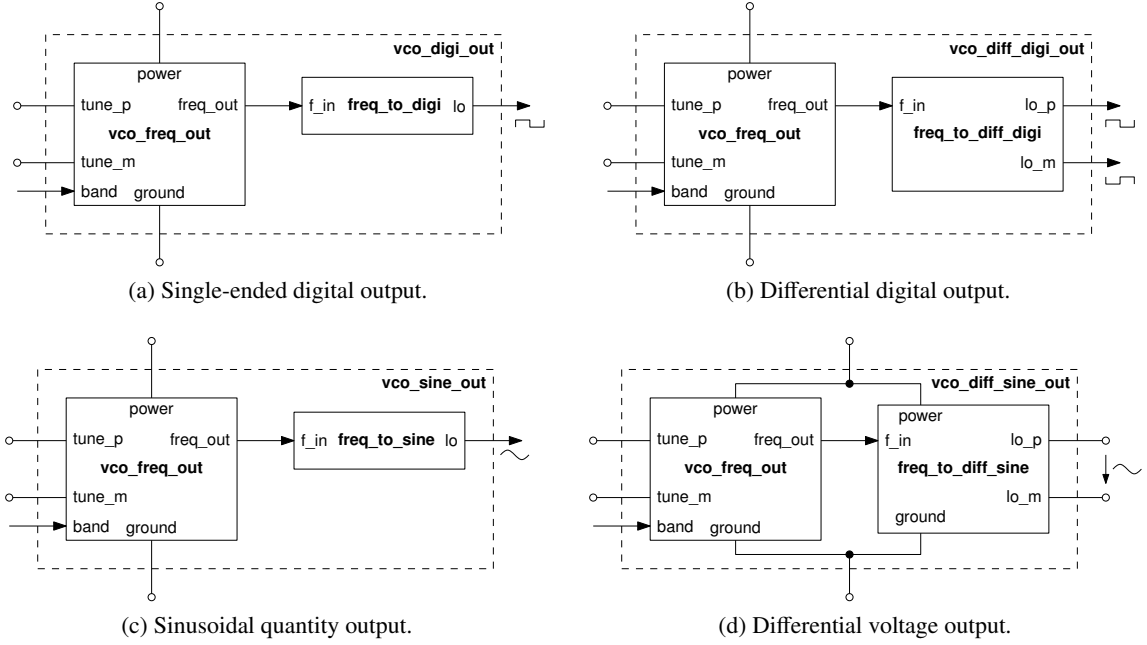 vco_digi_out
power
tune_p freq_out
vco_freq_out
tune_m
band ground
f_in freq_to_digi lo
(a) Single-ended digital output.
vco_diff_digi_out
power
tune_p freq_out
vco_freq_out
tune_m
band ground
f_in lo_p
freq_to_diff_digi
lo_m
(b) Differential digital output.
vco_sine_out
power
tune_p freq_out
vco_freq_out
tune_m
band ground
f_in freq_to_sine lo
(c) Sinusoidal quantity output.
vco_diff_sine_out
power
tune_p freq_out
vco_freq_out
tune_m
band ground
power
f_in lo_p
freq_to_diff_sine
lo_m
ground
(d) Differential voltage output.